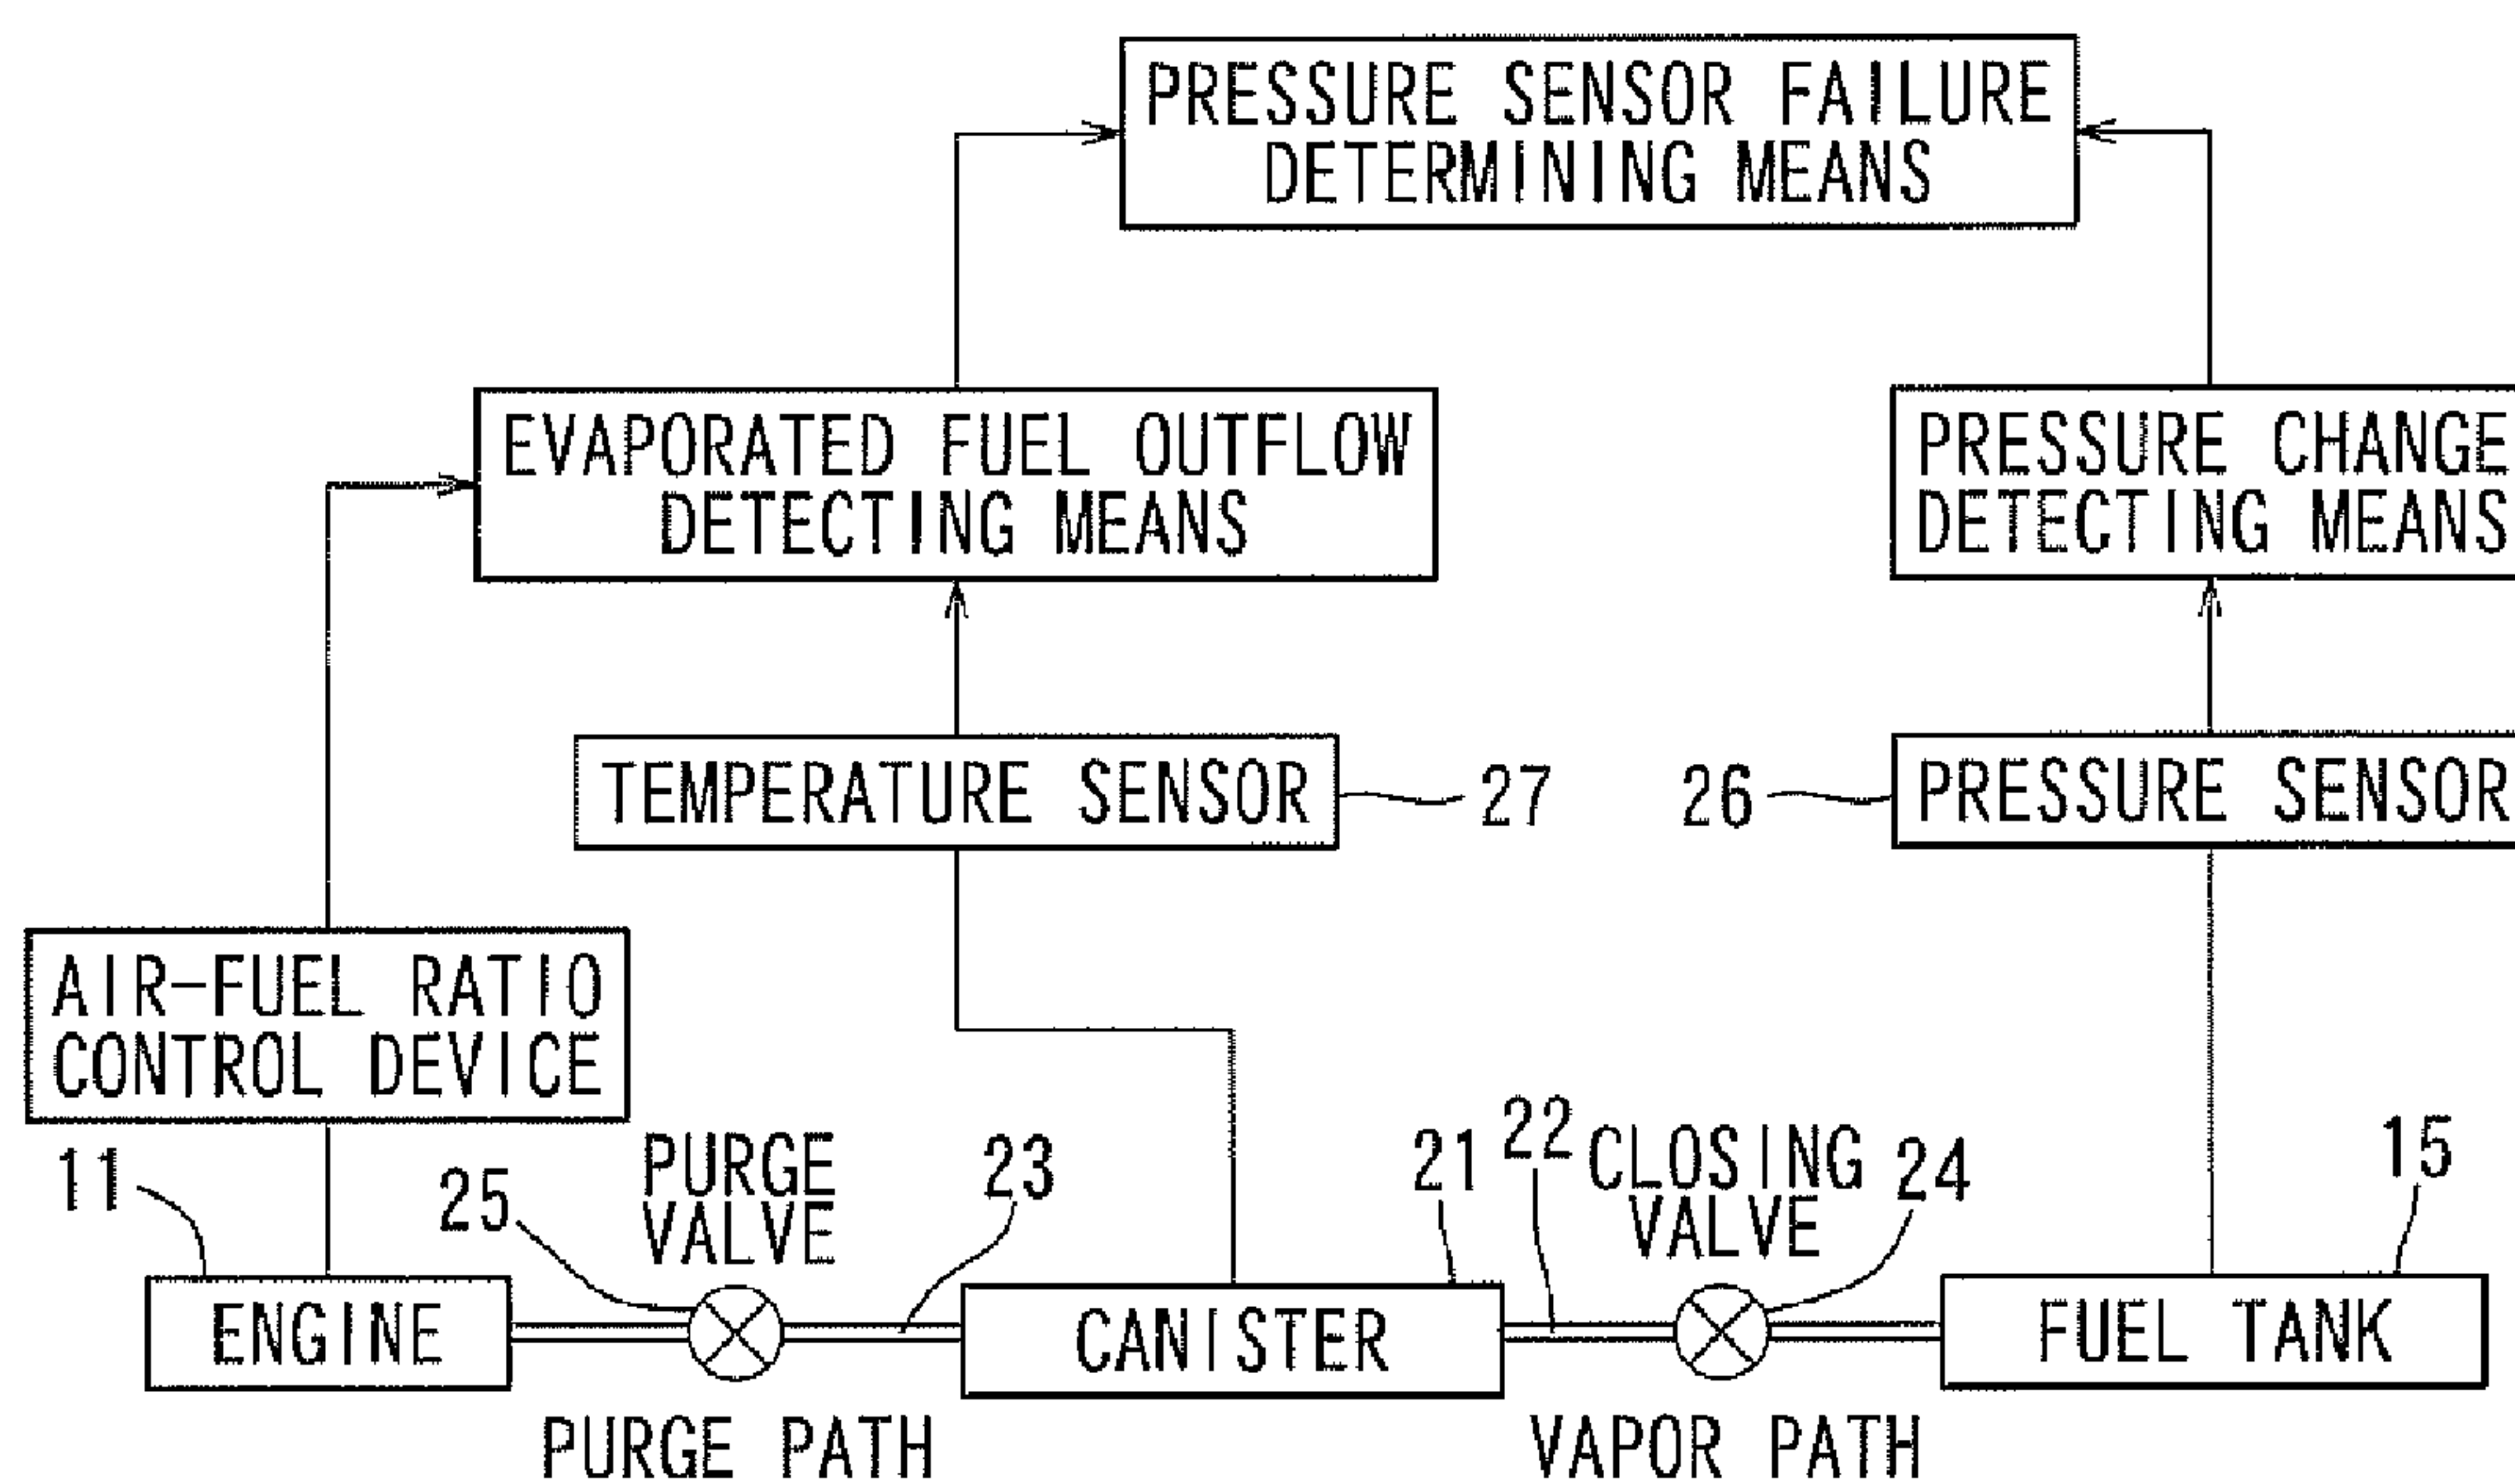 PRESSURE SENSOR FAILURE
DETERMINING MEANS
EVAPORATED FUEL OUTFLOW
DETECTING MEANS
PRESSURE CHANGE
DETECTING MEANS
TEMPERATURE SENSOR
27
26
PRESSURE SENSOR
AIR-FUEL RATIO
CONTROL DEVICE
11
25
PURGE
VALVE
23
21
22
CLOSING
VALVE
24
15
ENGINE
CANISTER
FUEL TANK
PURGE PATH
VAPOR PATH